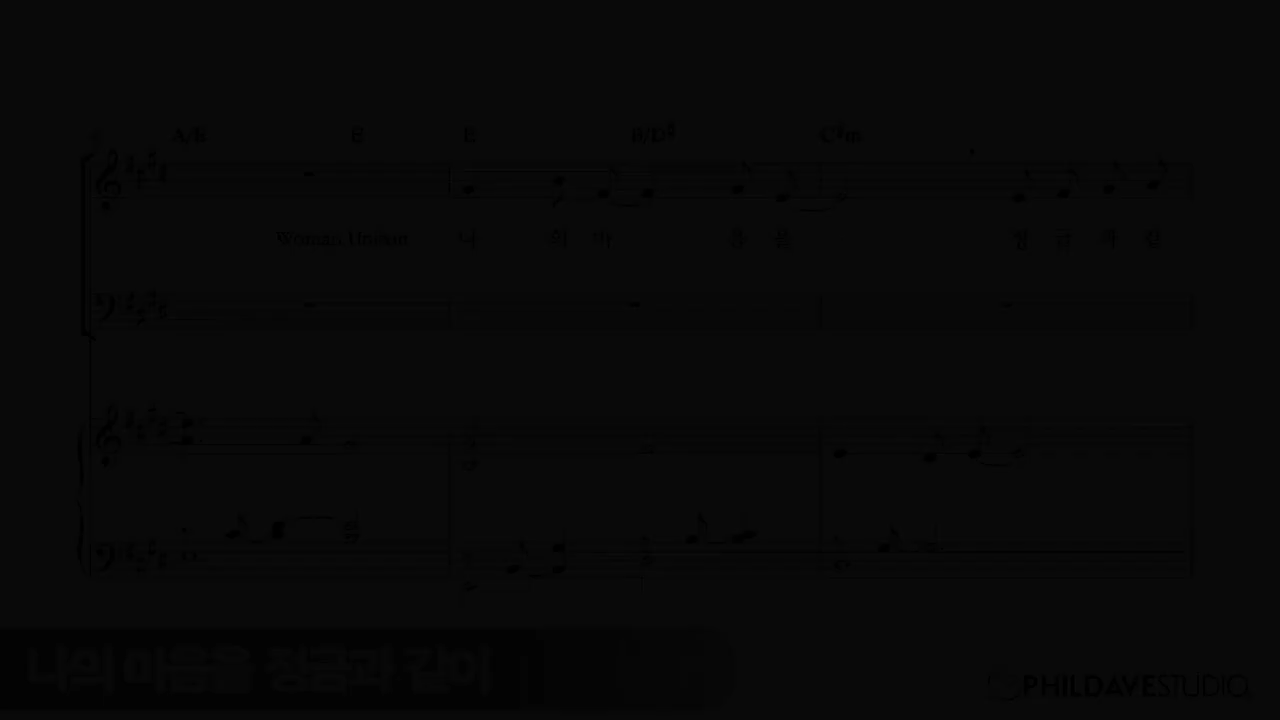 A/E E E B/D# C#m
Woman Unison 나 의 마 음 을 정 금 과 같
나의 마음을 정금과 같이
PHILDAVESTUDIO